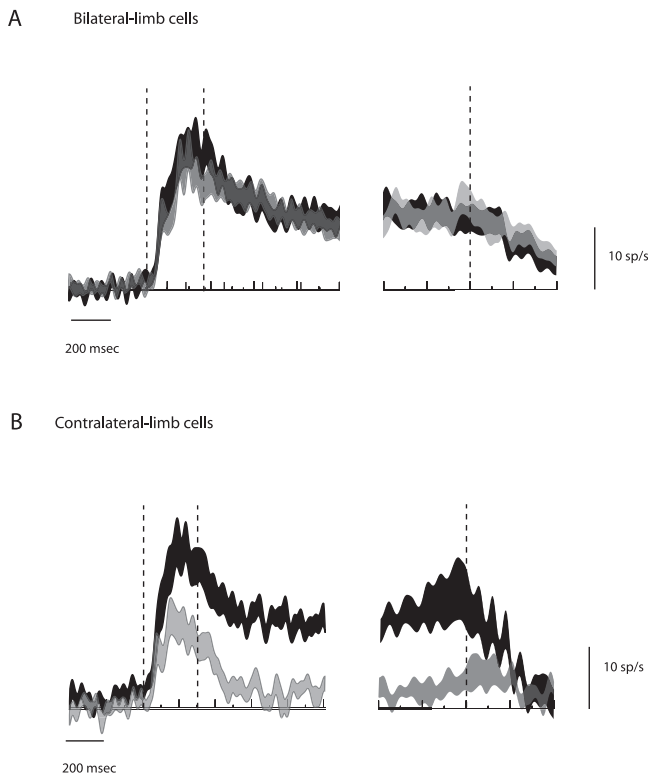 A Bilateral-limb cells
10 sp/s
200 msec
B Contralateral-limb cells
10 sp/s
200 msec